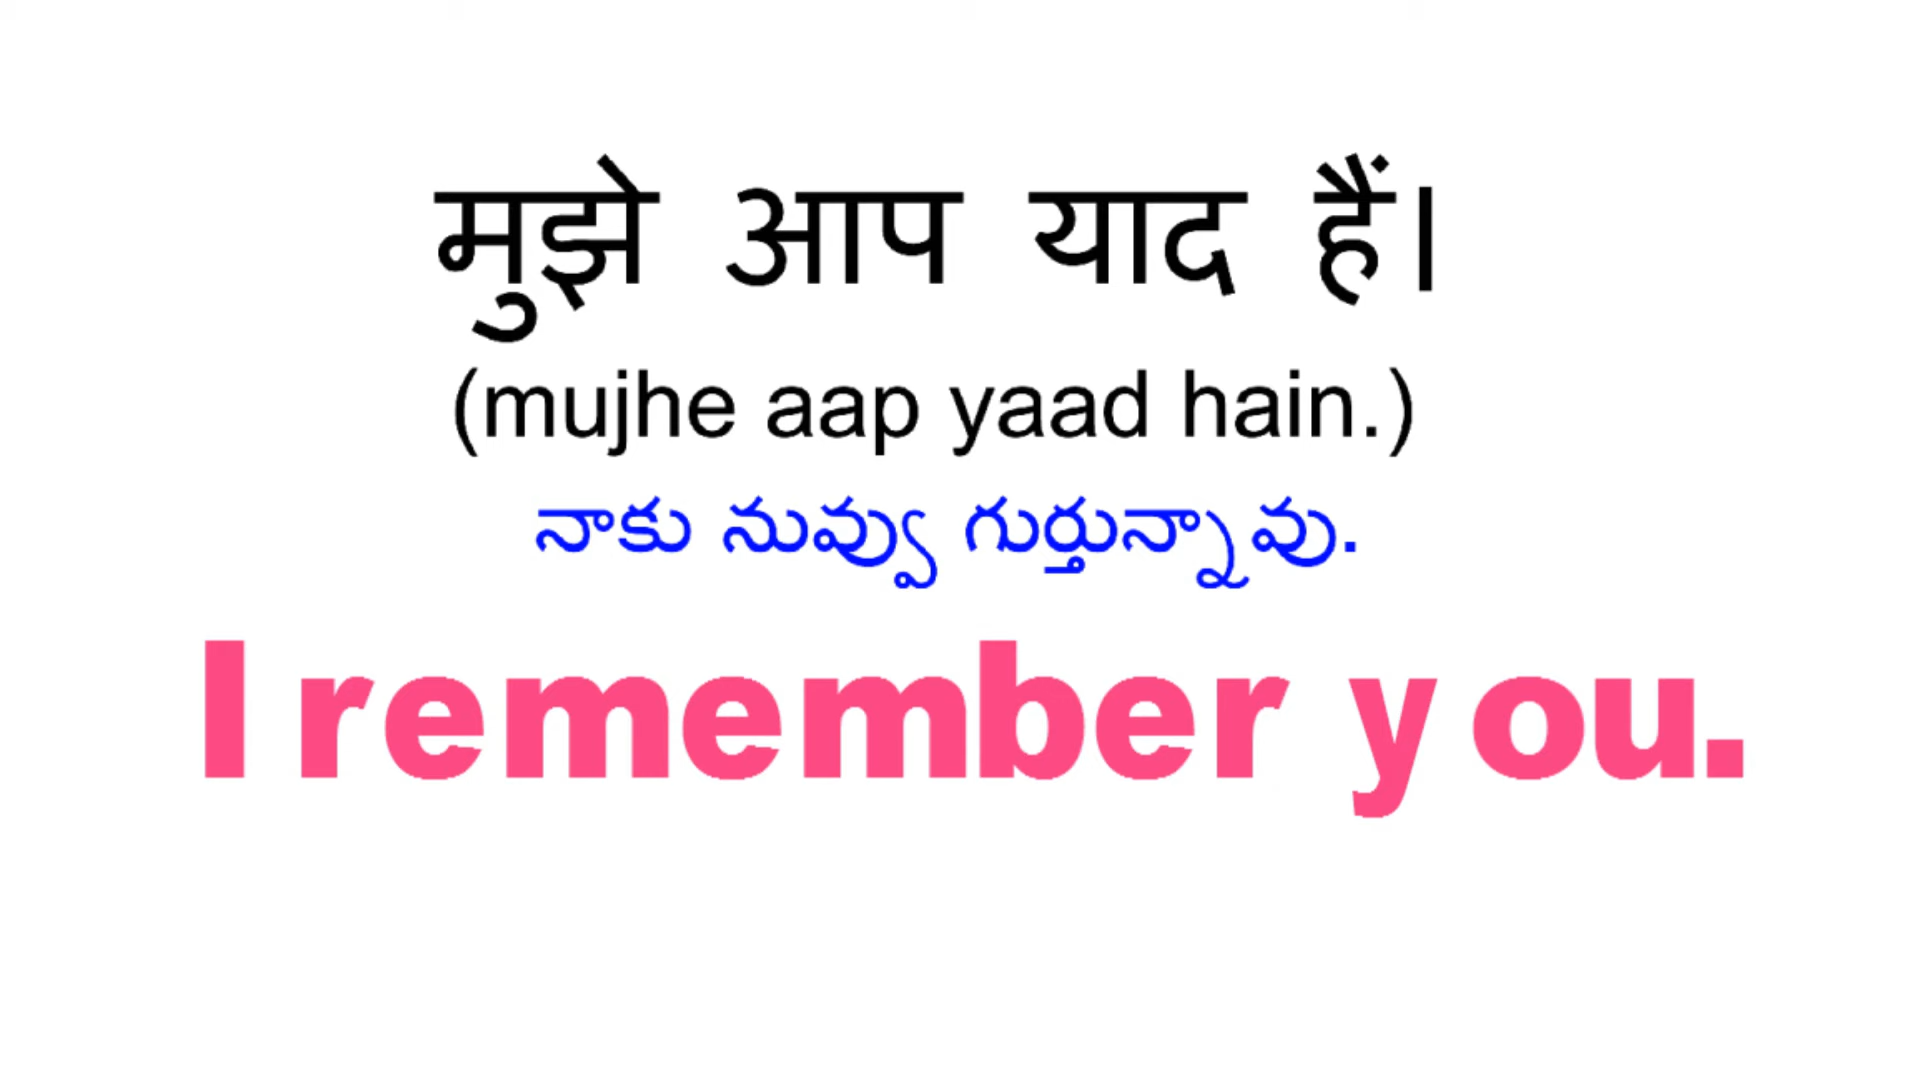 मुझे आप याद हैं।
(mujhe aap yaad hain.)
నాకు నువ్వు గుర్తున్నావు.
I remember you.